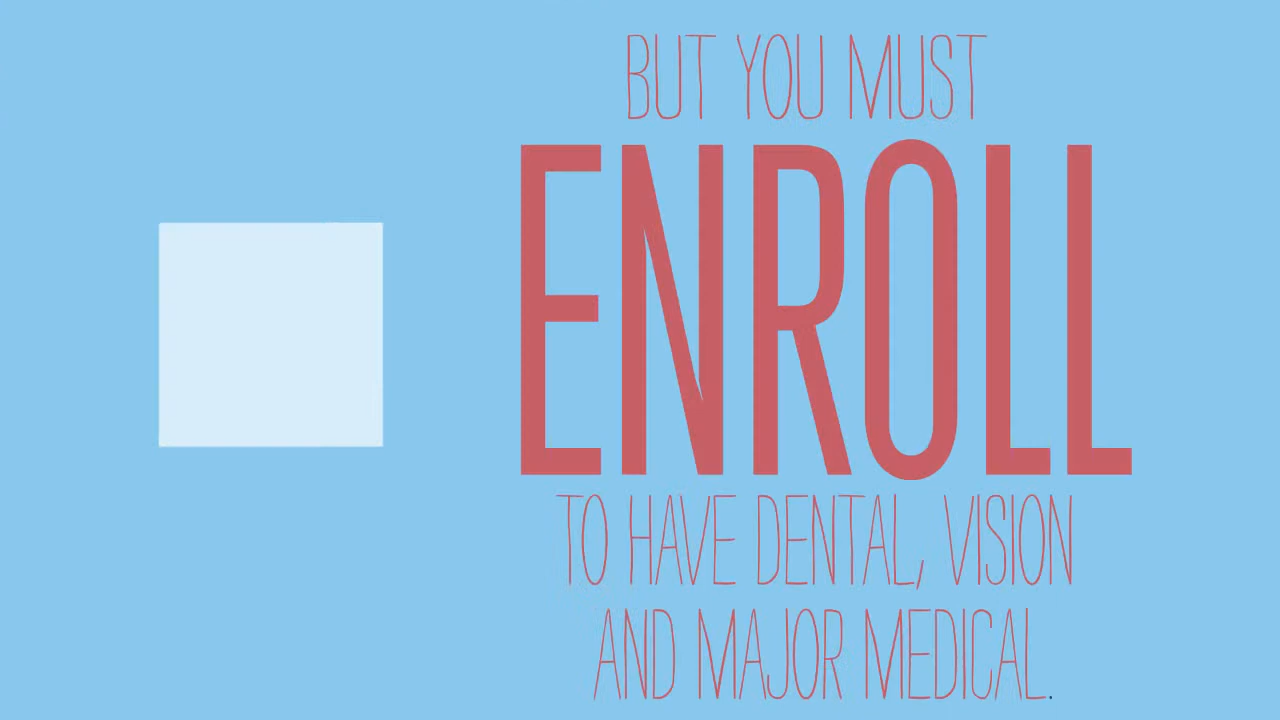 BUT YOU MUST
ENROLL
TO HAVE DENTAL, VISION
AND MAJOR MEDICAL.